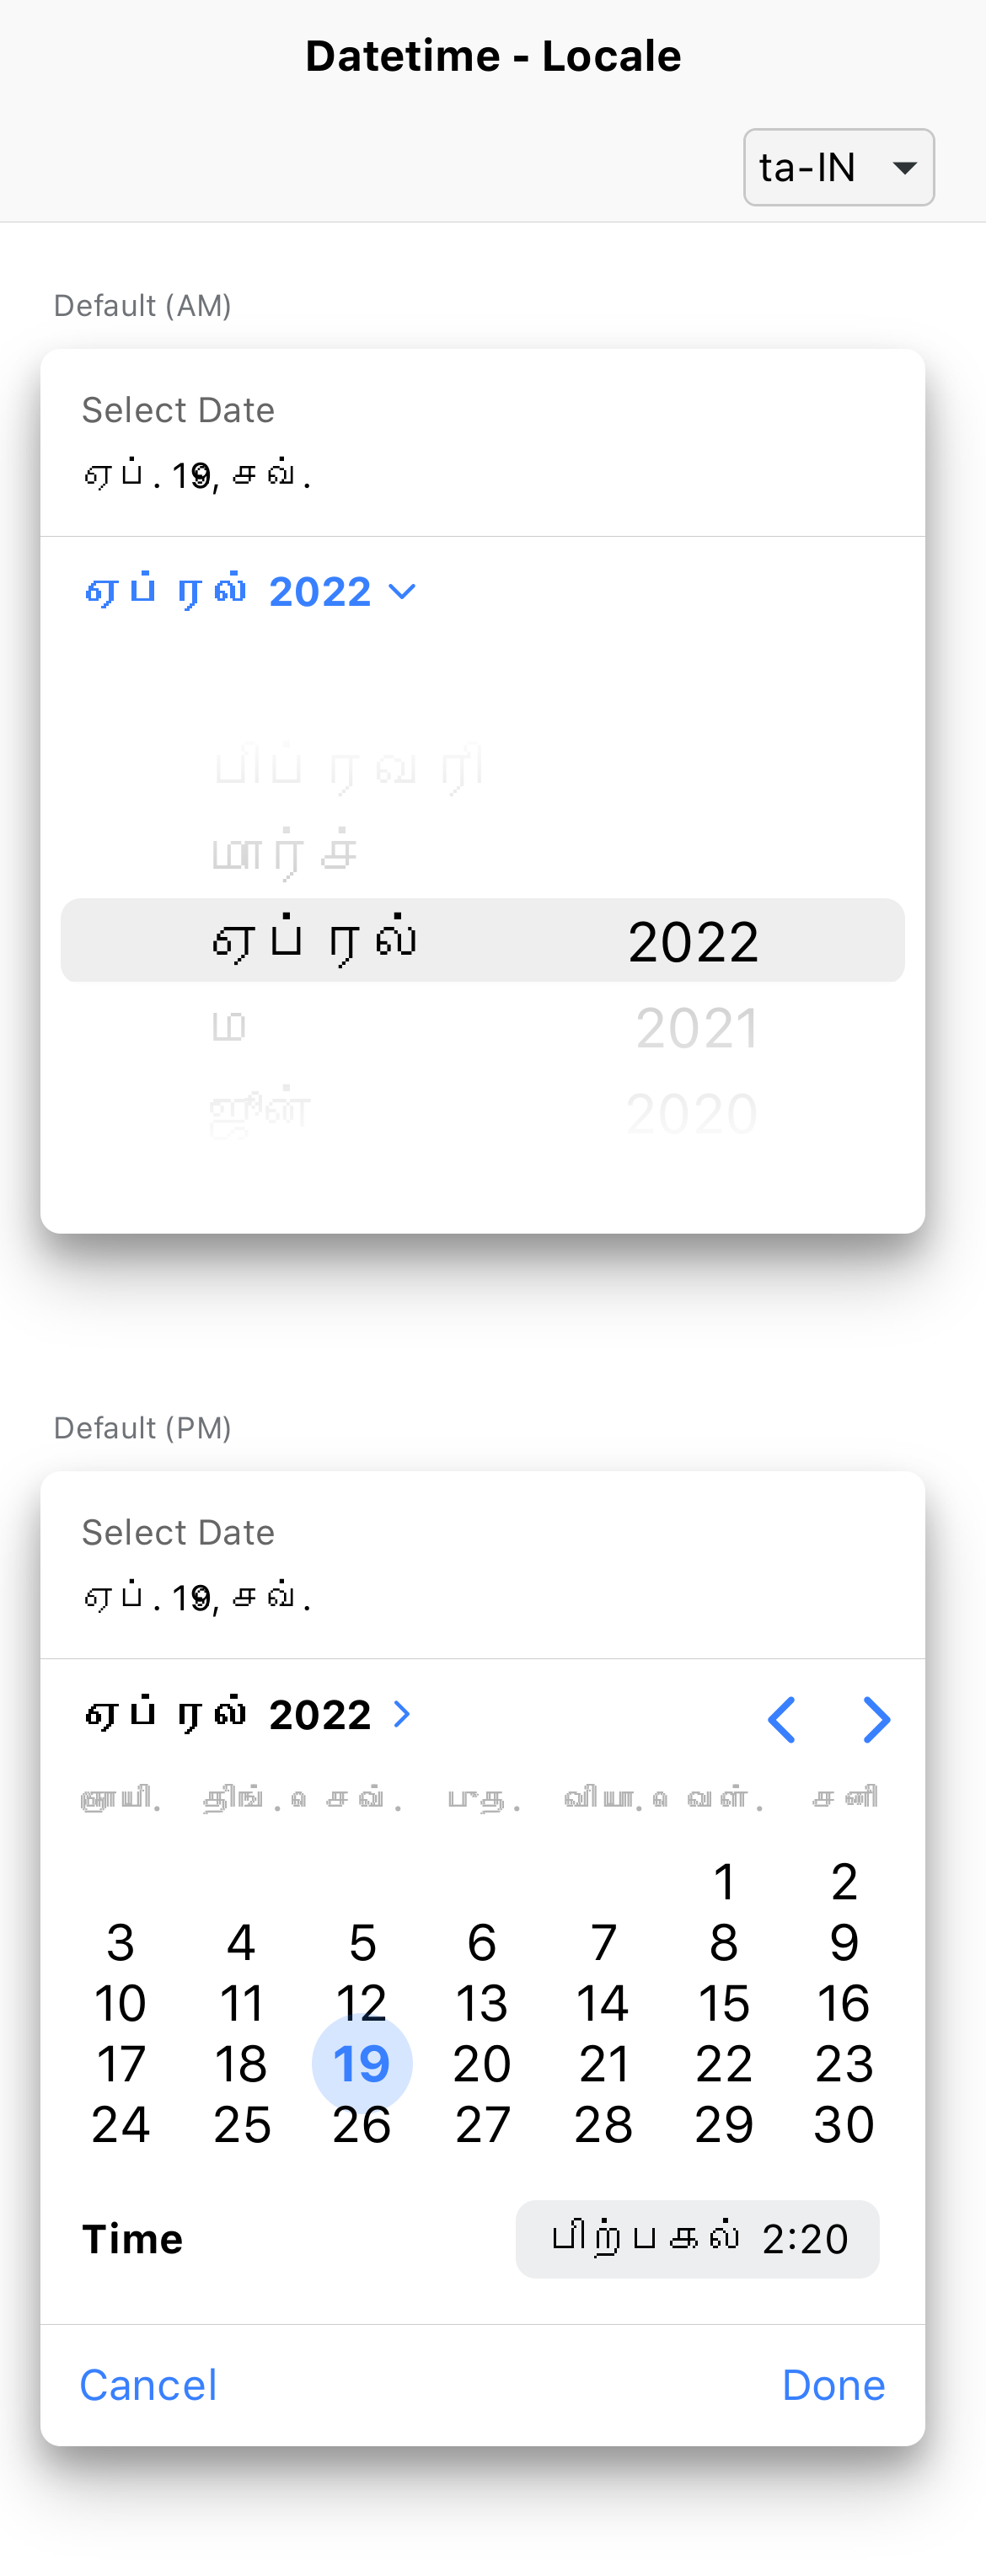 Datetime - Locale
ta-IN
Default (AM)
Select Date
ஏப். 19, செவ்.
ஏப்ரல் 2022
பிப்ரவரி
மார்ச்
ஏப்ரல் 2022
ம 2021
ஜூன் 2020
Default (PM)
Select Date
ஏப். 19, செவ்.
ஏப்ரல் 2022
ஞாயி. திங். செவ். புத. வியா. வெள். சனி
1 2
3 4 5 6 7 8 9
10 11 12 13 14 15 16
17 18 19 20 21 22 23
24 25 26 27 28 29 30
Time பிற்பகல் 2:20
Cancel Done